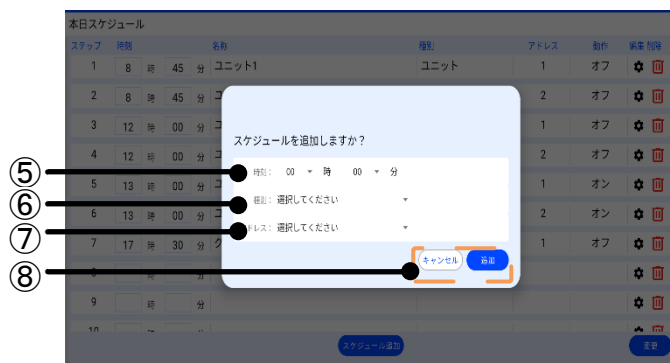 本日スケジュール
ステップ 時刻 名称 種別 アドレス 動作 編集 削除
1 8 時 45 分 ユニット1 ユニット 1 オフ
2 8 時 45 分 2 オフ
3 12 時 00 分 1 オフ
4 12 時 00 分 2 オフ
5 13 時 00 分 1 オン
6 13 時 00 分 2 オン
7 17 時 30 分 1 オフ
時 分
9 時 分
10
スケジュールを追加しますか？
⑤ 時刻： 00 時 00 分
⑥ 種別： 選択してください
⑦ ドレス： 選択してください
⑧ キャンセル 追加
スケジュール追加 変更